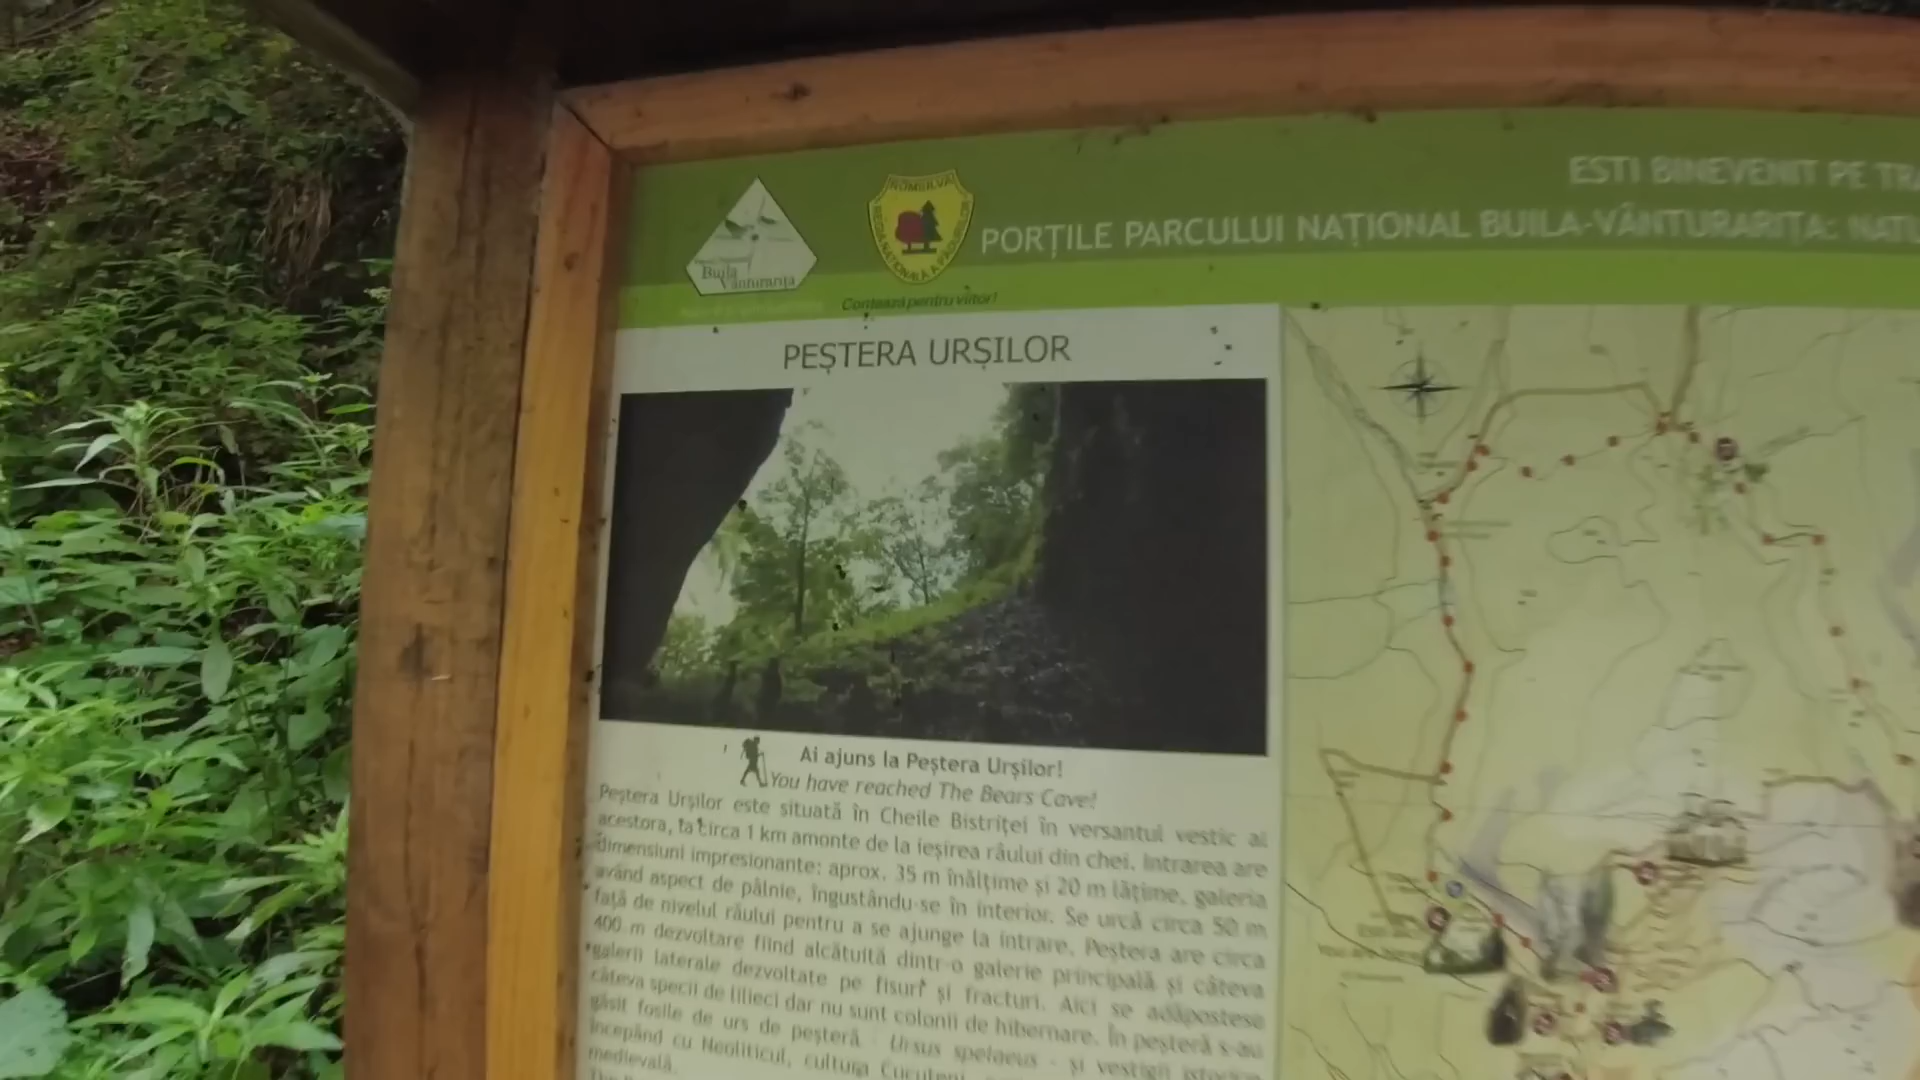 ESTI BINEVENIT PE
PORȚILE PARCULUI NAȚIONAL BUILA-VÂNTURARIȚA:
Buila
Vânturarița
ROMSILVA
REGIA NAȚIONALĂ A PĂDURILOR
Contează pentru viitor!
PEȘTERA URȘILOR
Ai ajuns la Peștera Urșilor!
You have reached The Bears Cave!
Peștera Urșilor este situată în Cheile Bistriței în versantul vestic al
acestora, la circa 1 km amonte de la ieșirea râului din chei. Intrarea are
dimensiuni impresionante: aprox. 35 m înălțime și 20 m lățime, galeria
având aspect de pâlnie, îngustându-se în interior. Se urcă circa 50 m
față de nivelul râului pentru a se ajunge la intrare. Peștera are circa
400 m dezvoltare fiind alcătuită dintr-o galerie principală și câteva
galerii laterale dezvoltate pe fisuri și fracturi. Aici se adăpostesc
câteva specii de lilieci dar nu sunt colonii de hibernare. În peșteră s-au
găsit fosile de urs de peșteră - Ursus spelaeus - și vestigii istorice
începând cu Neoliticul, cultura Cucuteni
medievală.